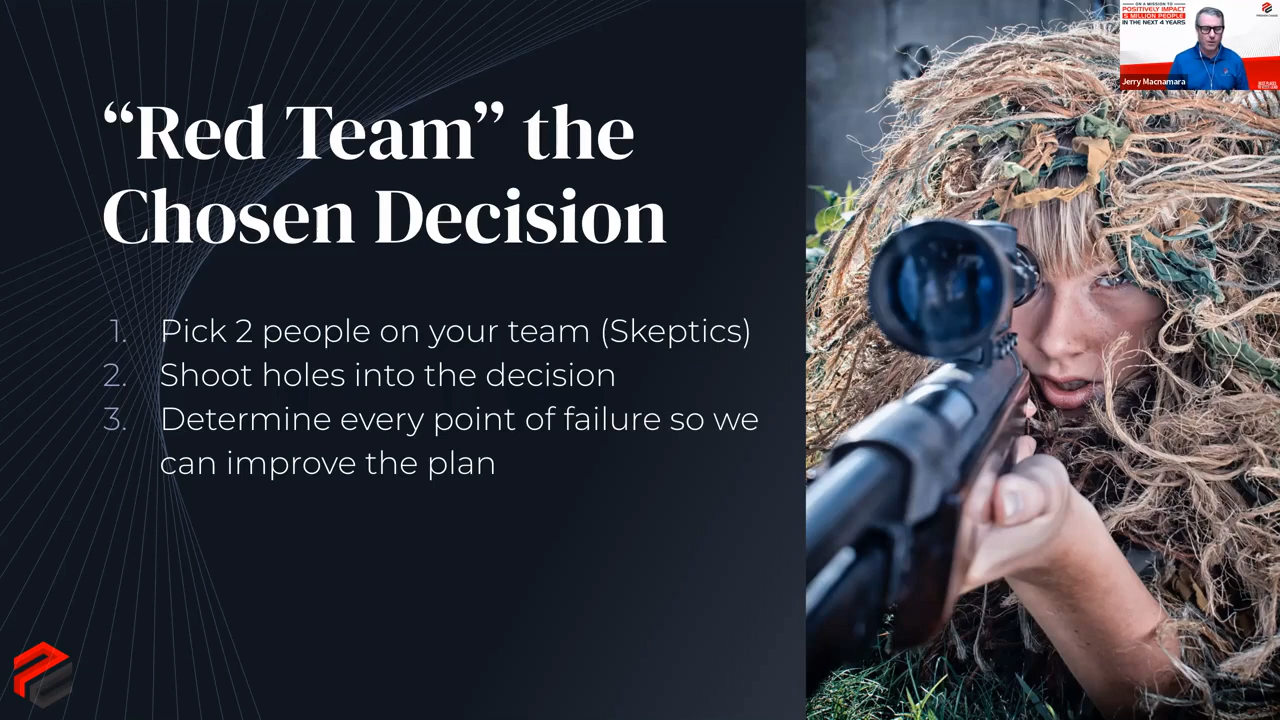 “Red Team” the
Chosen Decision
1. Pick 2 people on your team (Skeptics)
2. Shoot holes into the decision
3. Determine every point of failure so we
can improve the plan
ON A MISSION TO
POSITIVELY IMPACT
5 MILLION PEOPLE
IN THE NEXT 4 YEARS
Jerry Macnamara